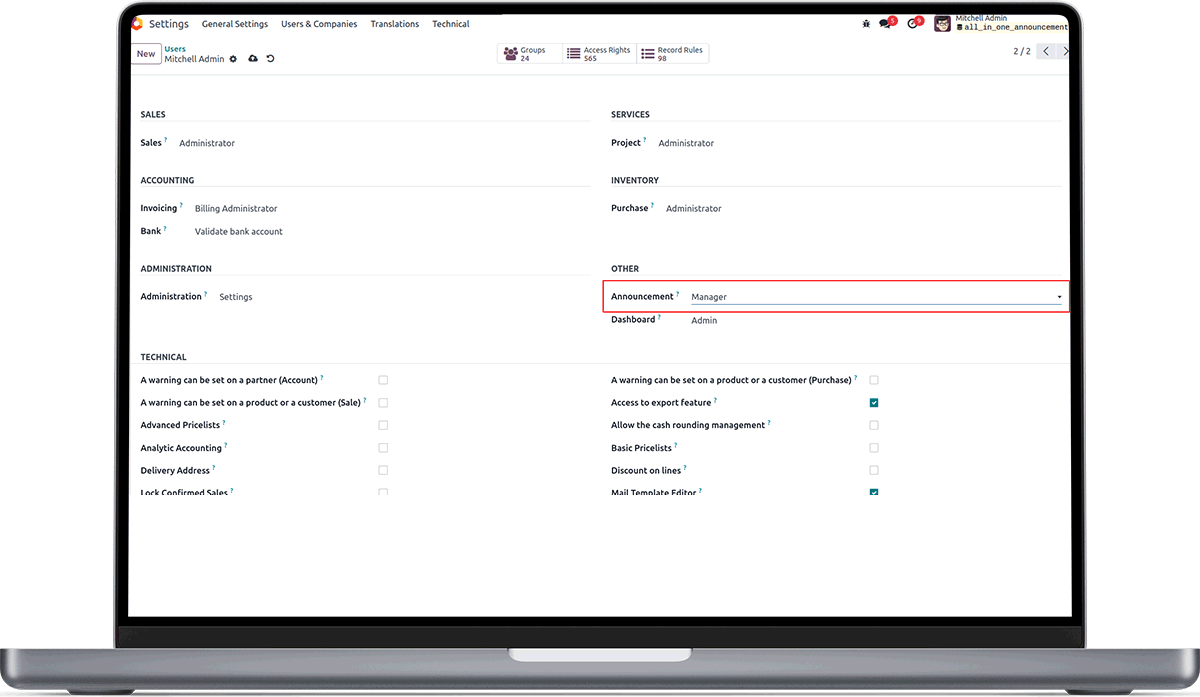 Settings General Settings Users & Companies Translations Technical 5 9 Mitchell Admin
all_in_one_announcement
New Users Groups 24 Access Rights 565 Record Rules 98 2 / 2
Mitchell Admin
SALES SERVICES
Sales ? Administrator Project ? Administrator
ACCOUNTING INVENTORY
Invoicing ? Billing Administrator Purchase ? Administrator
Bank ? Validate bank account
ADMINISTRATION OTHER
Administration ? Settings Announcement ? Manager
Dashboard ? Admin
TECHNICAL
A warning can be set on a partner (Account) ? A warning can be set on a product or a customer (Purchase) ?
A warning can be set on a product or a customer (Sale) ? Access to export feature ?
Advanced Pricelists ? Allow the cash rounding management ?
Analytic Accounting ? Basic Pricelists ?
Delivery Address ? Discount on lines ?
Lock Confirmed Sales ? Mail Template Editor ?